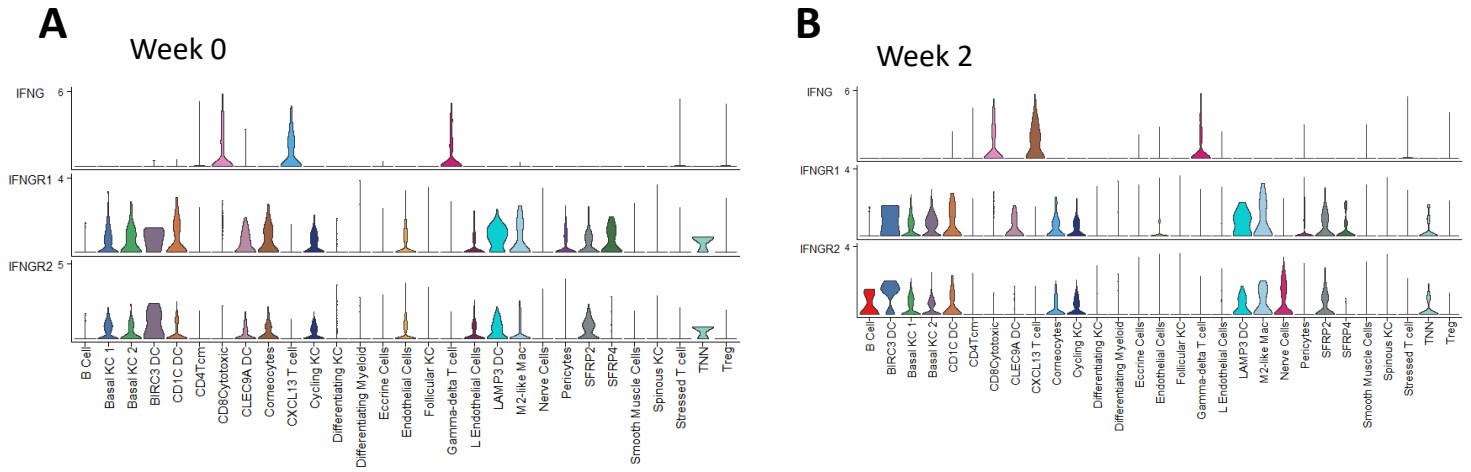 A
Week 0
IFNG 6
IFNGR1 4
IFNGR2 5
B Cell
Basal KC 1
Basal KC 2
BIRC3 DC
CD1C DC
CD4Tcm
CD8Cytotoxic
CLEC9A DC
Corneocytes
CXCL13 T cell
Cycling KC
Differentiating KC
Differentiating Myeloid
Eccrine Cells
Endothelial Cells
Follicular KC
Gamma-delta T cell
L Endothelial Cells
LAMP3 DC
M2-like Mac
Nerve Cells
Pericytes
SFRP2
SFRP4
Smooth Muscle Cells
Spinous KC
Stressed T cell
TNN
Treg
B
Week 2
IFNG 6
IFNGR1 4
IFNGR2 4
B Cell
BIRC3 DC
Basal KC 1
Basal KC 2
CD1C DC
CD4Tcm
CD8Cytotoxic
CLEC9A DC
CXCL13 T cell
Corneocytes
Cycling KC
Differentiating KC
Differentiating Myeloid
Eccrine Cells
Endothelial Cells
Follicular KC
Gamma-delta T cell
L Endothelial Cells
LAMP3 DC
M2-like Mac
Nerve Cells
Pericytes
SFRP2
SFRP4
Smooth Muscle Cells
Spinous KC
Stressed T cell
TNN
Treg